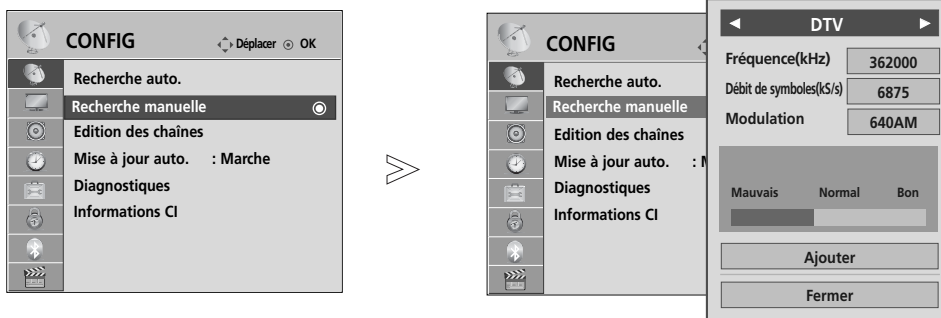 CONFIG
Déplacer OK
Recherche auto.
Recherche manuelle
Edition des chaînes
Mise à jour auto. : Marche
Diagnostiques
Informations CI
CONFIG
Recherche auto.
Recherche manuelle
Edition des chaînes
Mise à jour auto. : M
Diagnostiques
Informations CI
DTV
Fréquence(kHz) 362000
Débit de symboles(kS/s) 6875
Modulation 640AM
Mauvais Normal Bon
Ajouter
Fermer